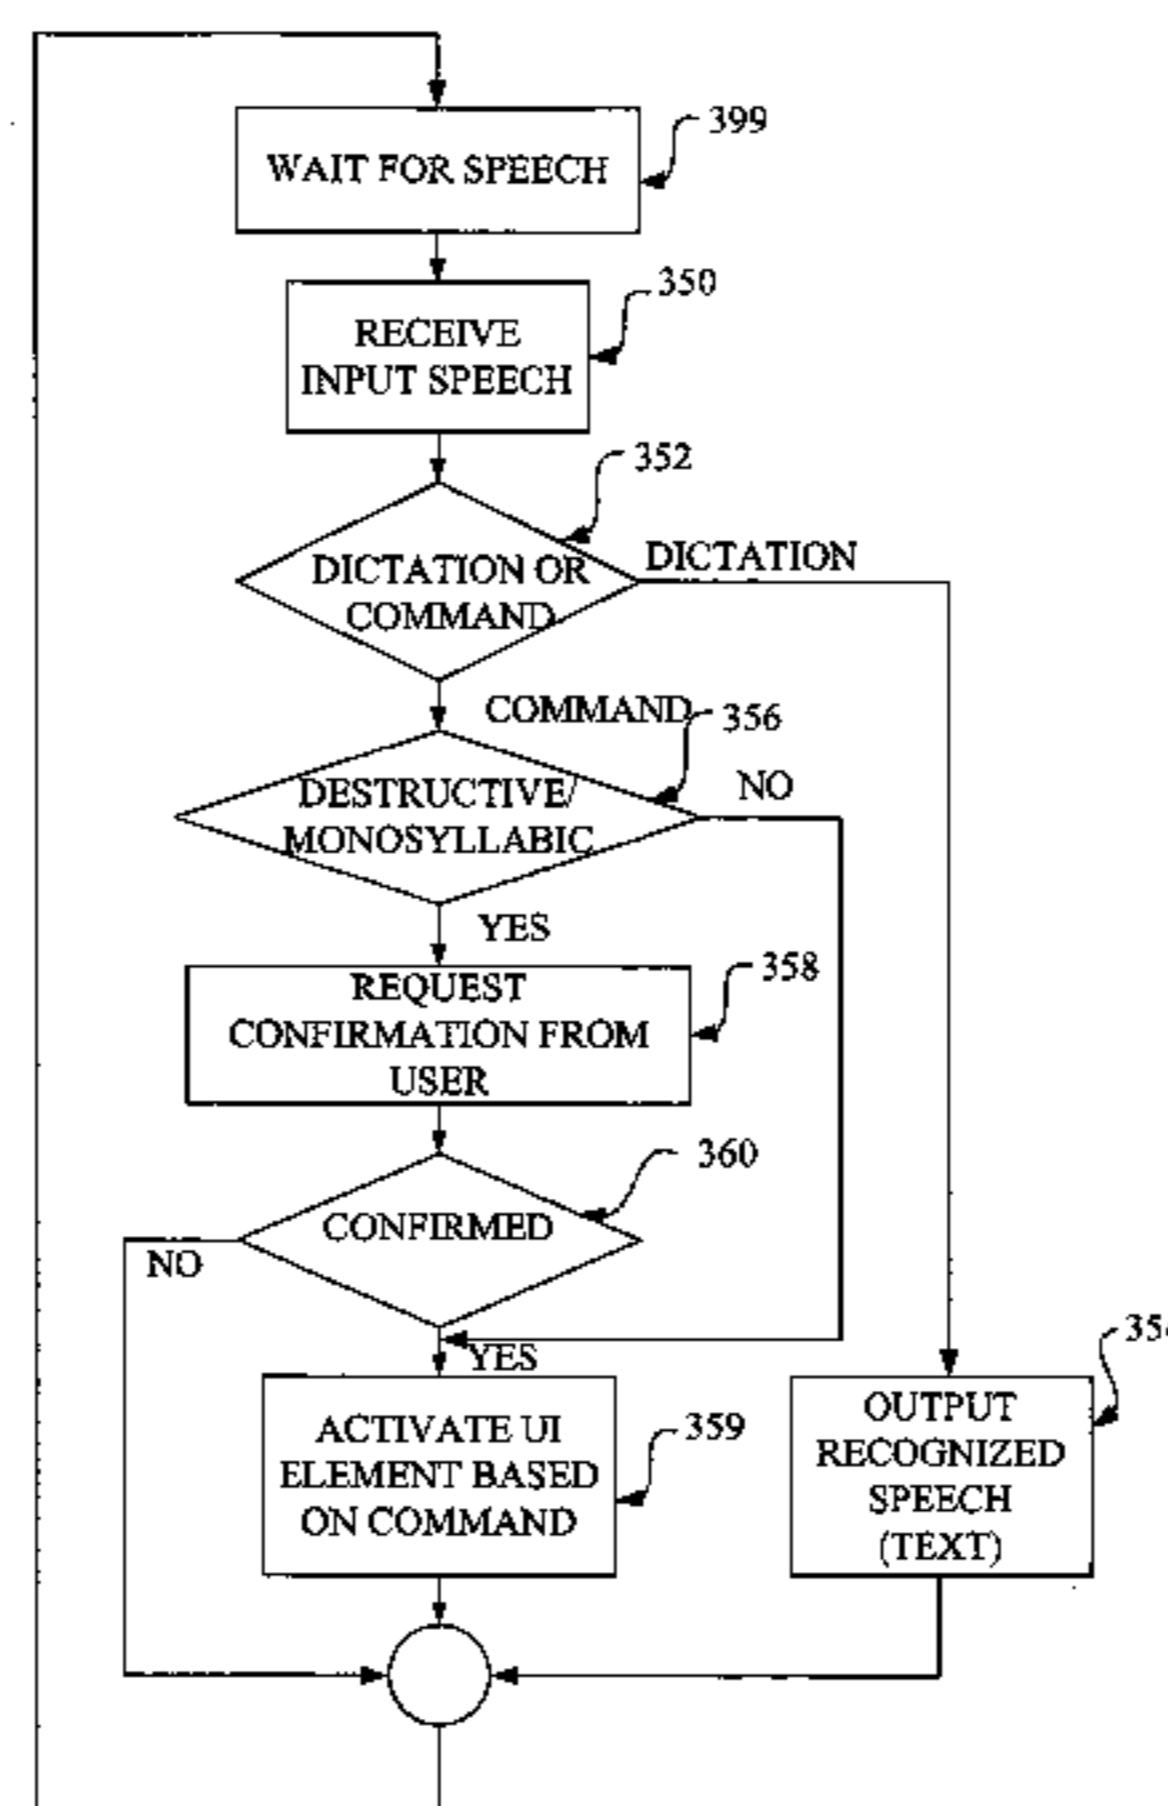 399
WAIT FOR SPEECH
350
RECEIVE
INPUT SPEECH
352
DICTATION OR
COMMAND
DICTATION
COMMAND
356
DESTRUCTIVE/
MONOSYLLABIC
NO
YES
358
REQUEST
CONFIRMATION FROM
USER
360
CONFIRMED
NO
YES
359
ACTIVATE UI
ELEMENT BASED
ON COMMAND
OUTPUT
RECOGNIZED
SPEECH
(TEXT)